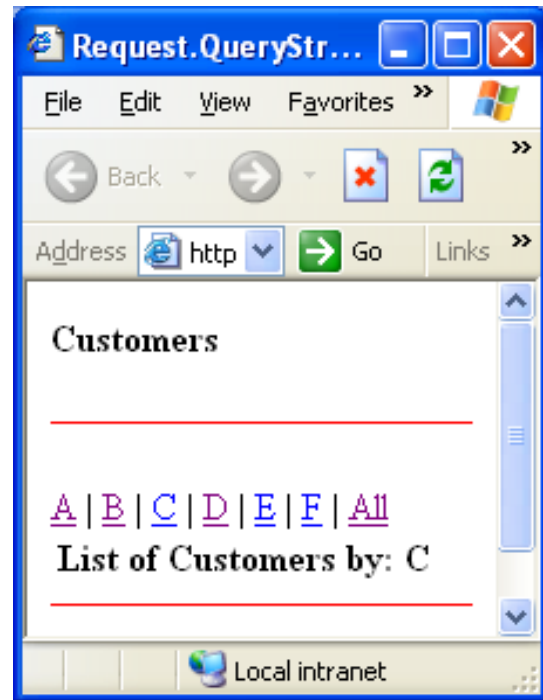 Request.QueryStr...
File Edit View Favorites »
Back »
Address http Go Links »
Customers
A | B | C | D | E | F | All
List of Customers by: C
Local intranet